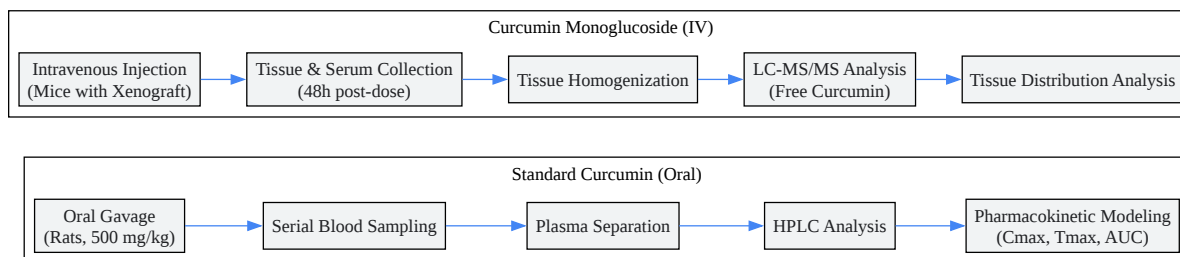 Curcumin Monoglucoside (IV)
Intravenous Injection
(Mice with Xenograft)
Tissue & Serum Collection
(48h post-dose)
Tissue Homogenization
LC-MS/MS Analysis
(Free Curcumin)
Tissue Distribution Analysis
Standard Curcumin (Oral)
Oral Gavage
(Rats, 500 mg/kg)
Serial Blood Sampling
Plasma Separation
HPLC Analysis
Pharmacokinetic Modeling
(Cmax, Tmax, AUC)